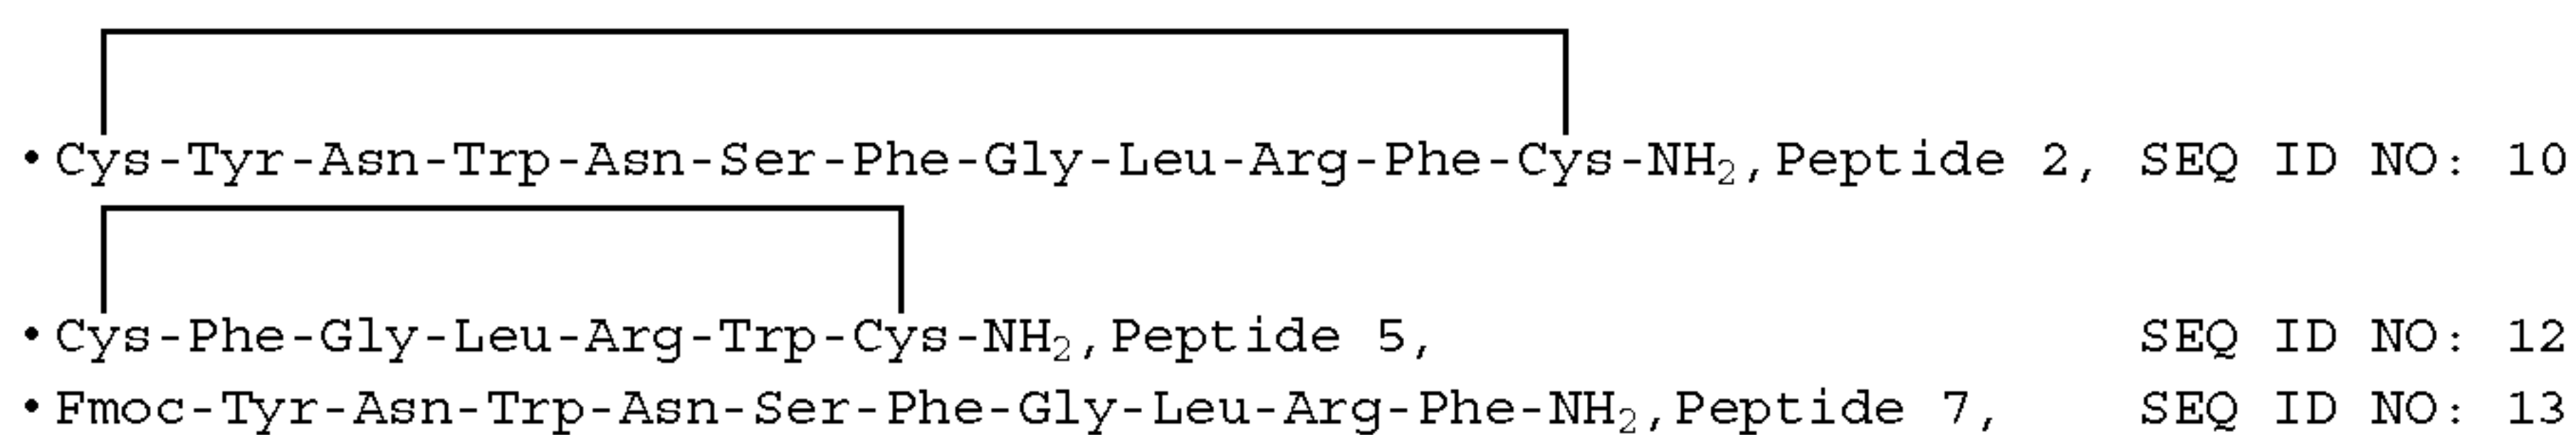 •Cys-Tyr-Asn-Trp-Asn-Ser-Phe-Gly-Leu-Arg-Phe-Cys-NH₂,Peptide 2, SEQ ID NO: 10
•Cys-Phe-Gly-Leu-Arg-Trp-Cys-NH₂,Peptide 5, SEQ ID NO: 12
•Fmoc-Tyr-Asn-Trp-Asn-Ser-Phe-Gly-Leu-Arg-Phe-NH₂,Peptide 7, SEQ ID NO: 13